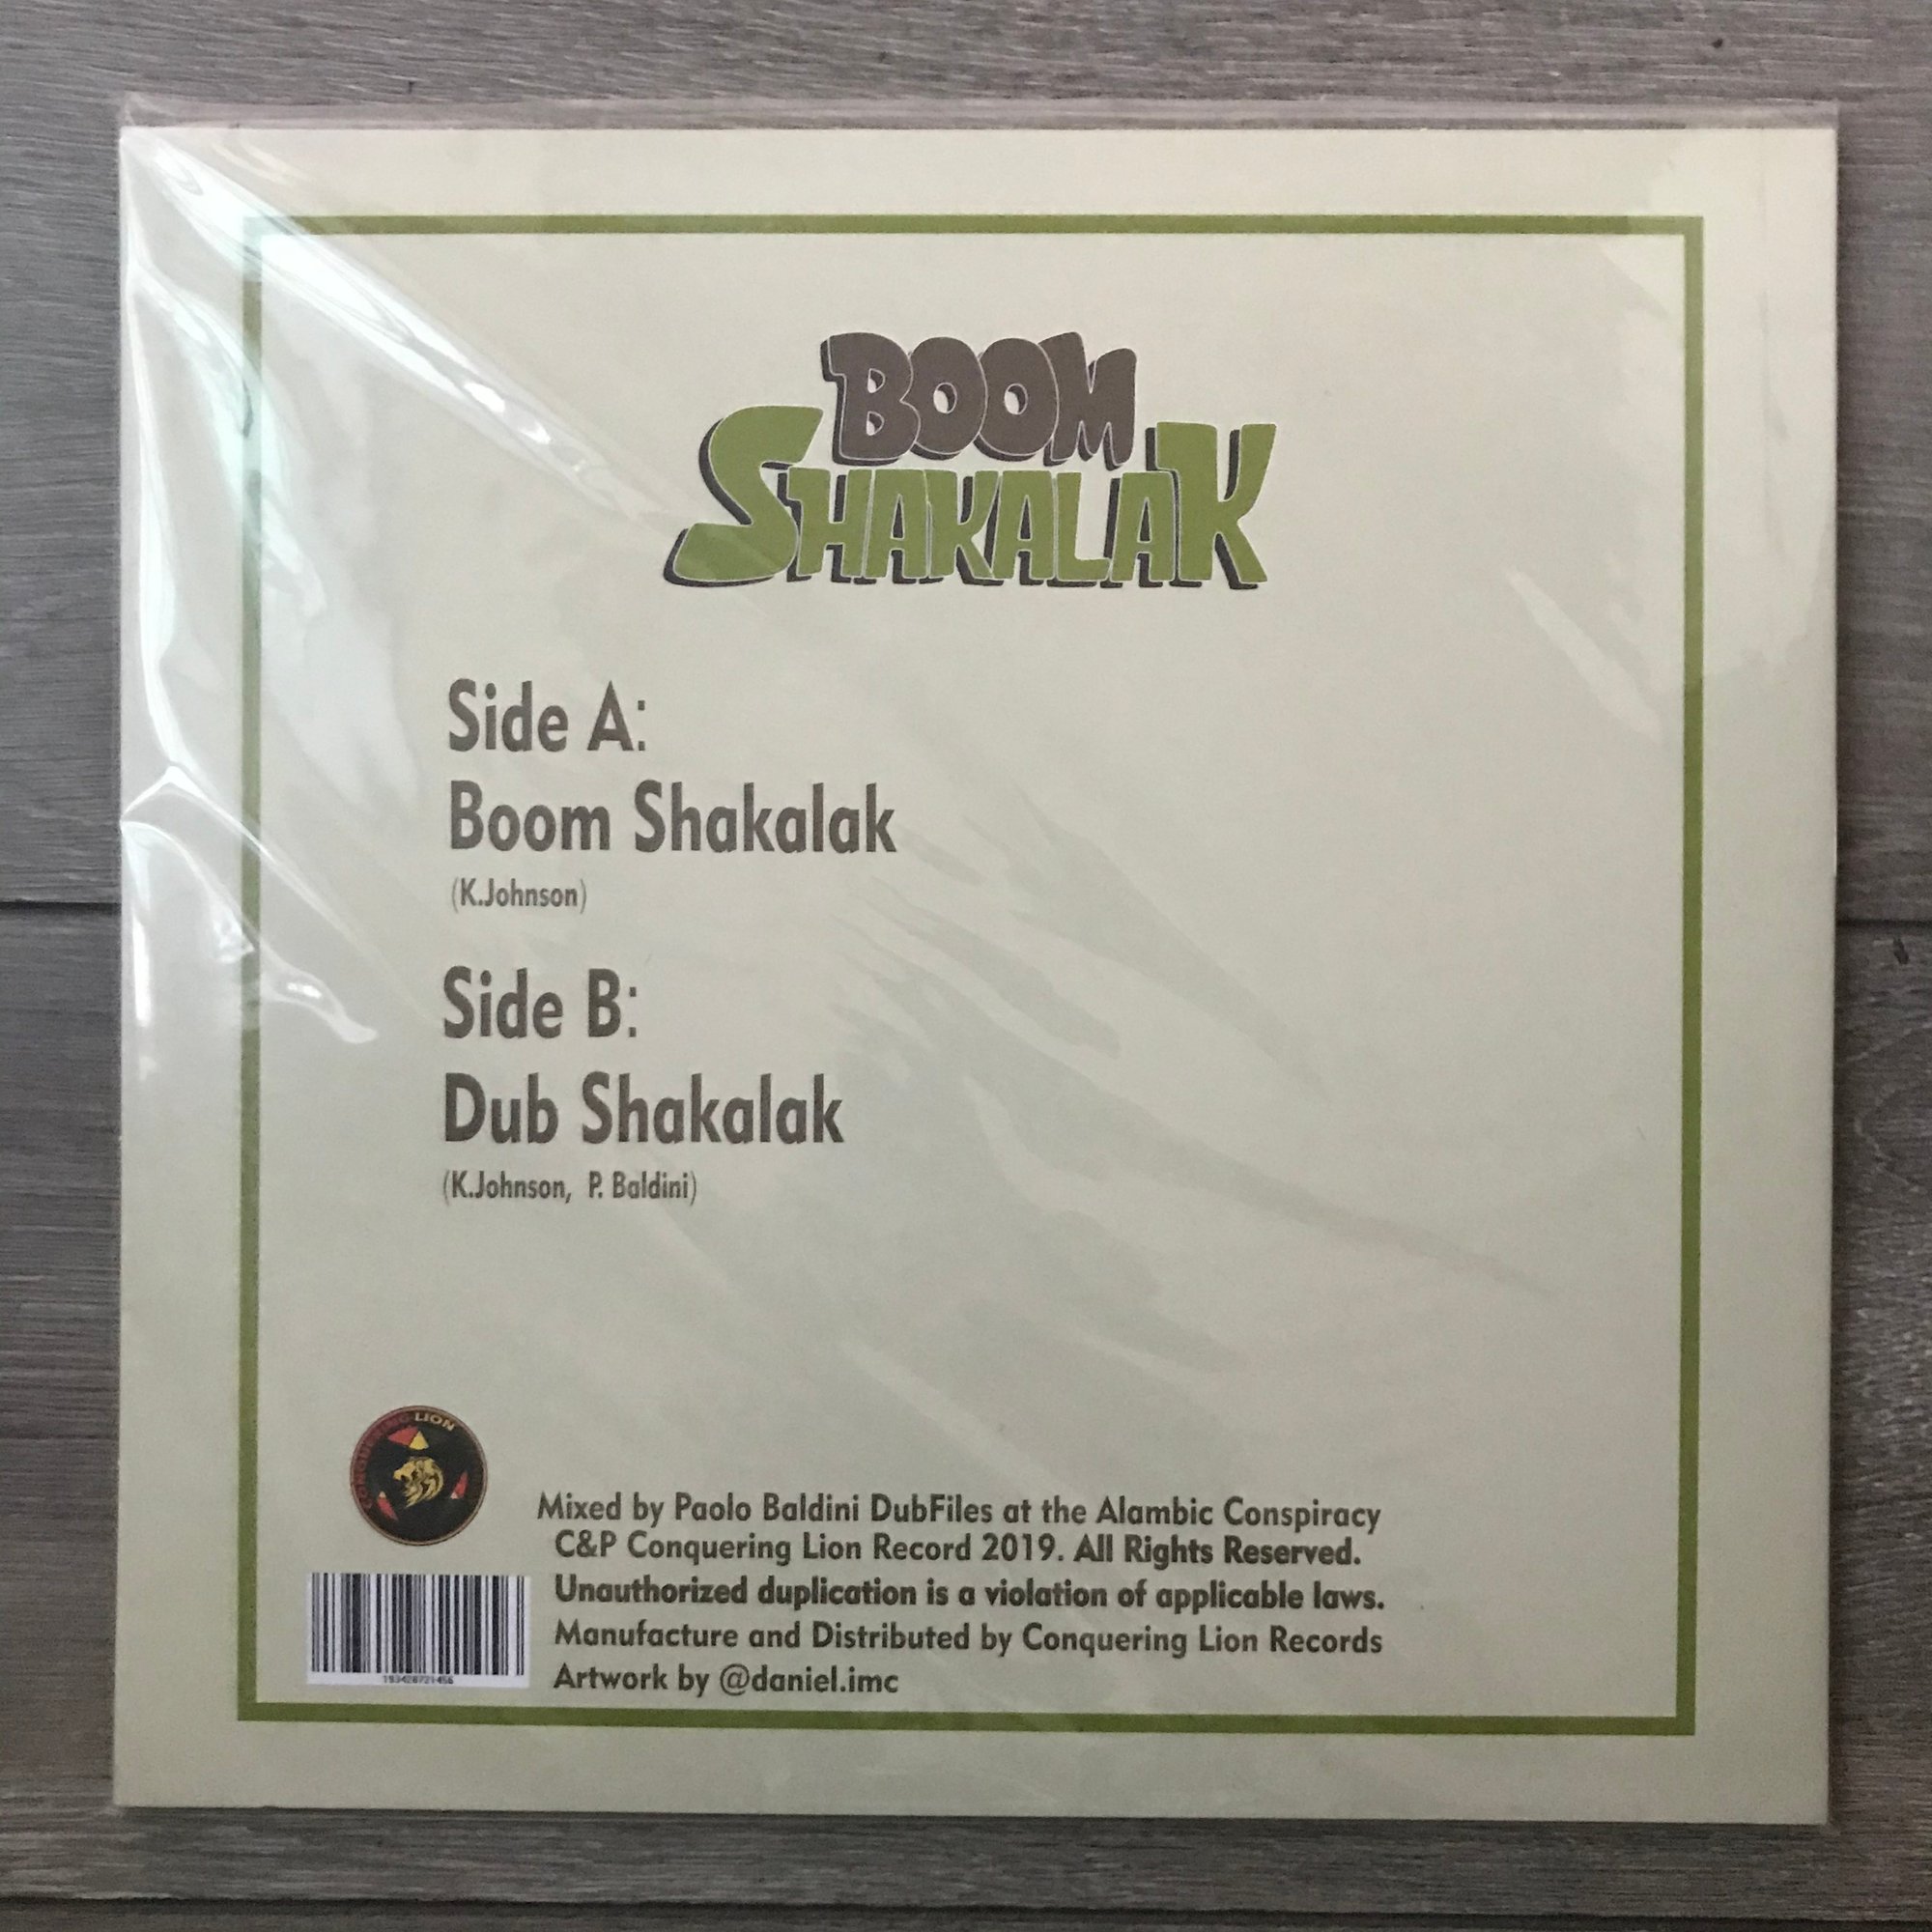 BOOM
SHAKALAK
Side A:
Boom Shakalak
(K.Johnson)
Side B:
Dub Shakalak
(K.Johnson, P. Baldini)
CONQUERING LION
Mixed by Paolo Baldini DubFiles at the Alambic Conspiracy
C&P Conquering Lion Record 2019. All Rights Reserved.
Unauthorized duplication is a violation of applicable laws.
Manufacture and Distributed by Conquering Lion Records
Artwork by @daniel.imc